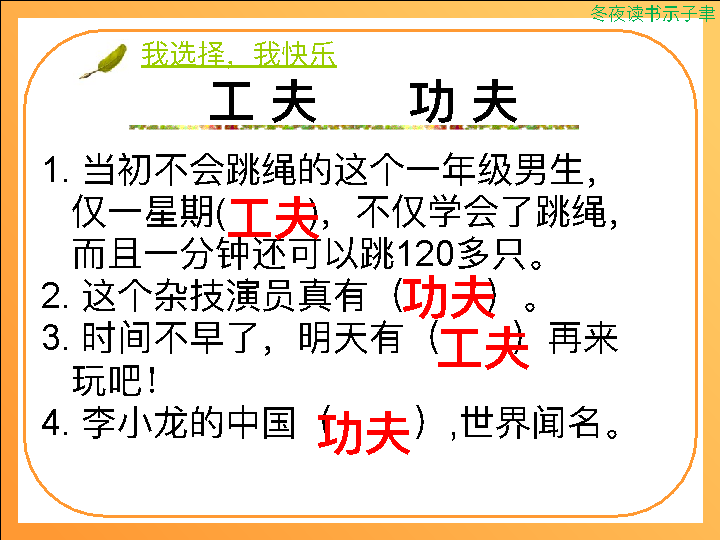 冬夜读书示子聿
我选择，我快乐
工 夫 功 夫
1. 当初不会跳绳的这个一年级男生，
仅一星期(工夫)，不仅学会了跳绳，
而且一分钟还可以跳120多只。
2. 这个杂技演员真有（功夫）。
3. 时间不早了，明天有（工夫）再来
玩吧！
4. 李小龙的中国（功夫）,世界闻名。